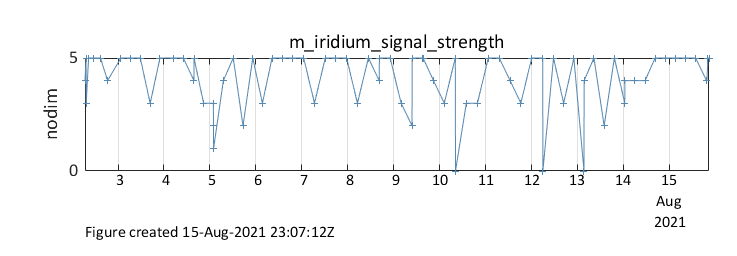 m_iridium_signal_strength
5
nodim
0
3 4 5 6 7 8 9 10 11 12 13 14 15
Aug
2021
Figure created 15-Aug-2021 23:07:12Z